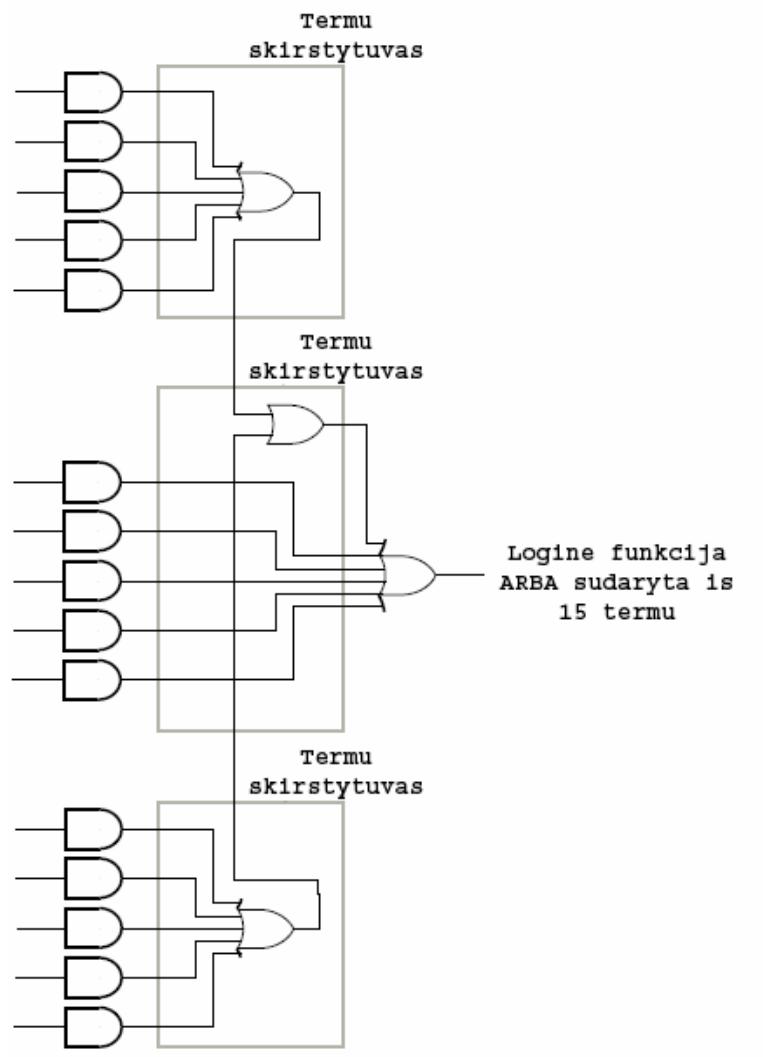 Termu
skirstytuvas
Termu
skirstytuvas
Logine funkcija
ARBA sudaryta is
15 termu
Termu
skirstytuvas